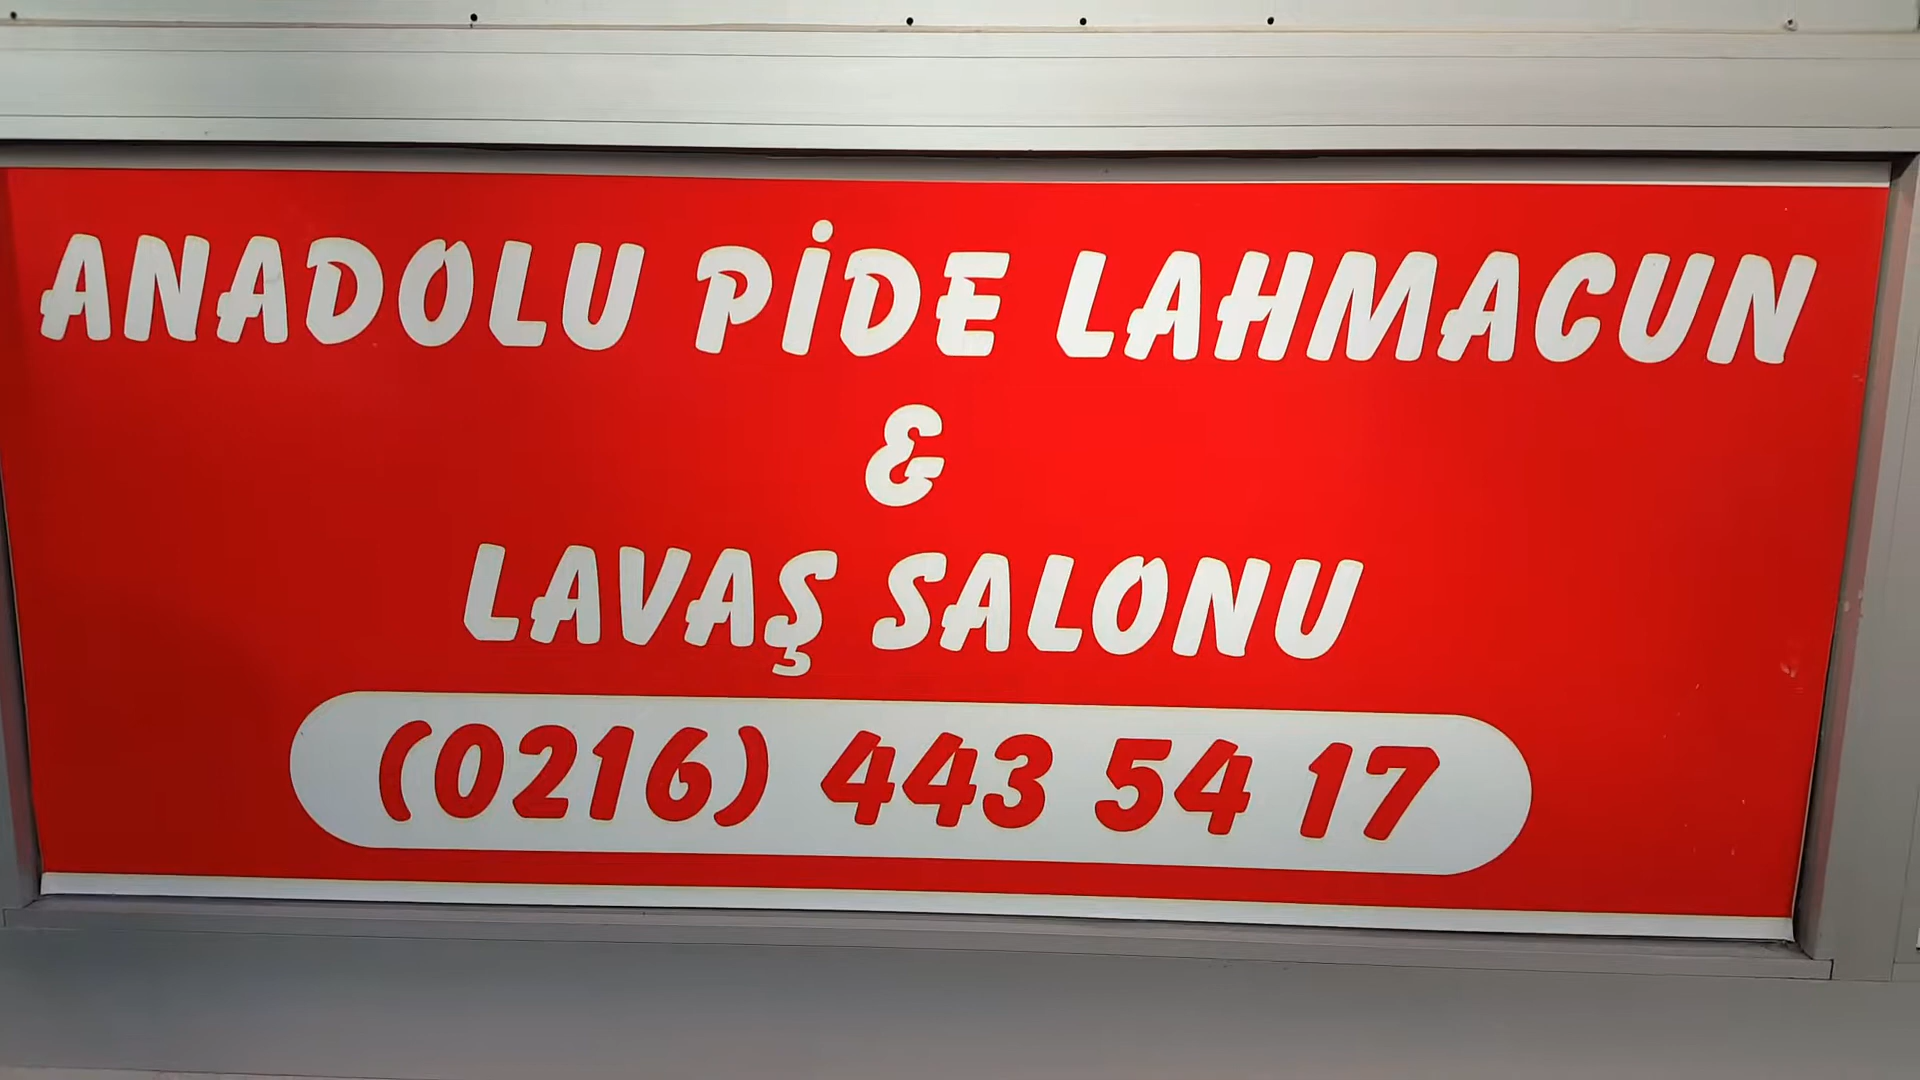 ANADOLU PİDE LAHMACUN
&
LAVAŞ SALONU
(0216) 443 54 17